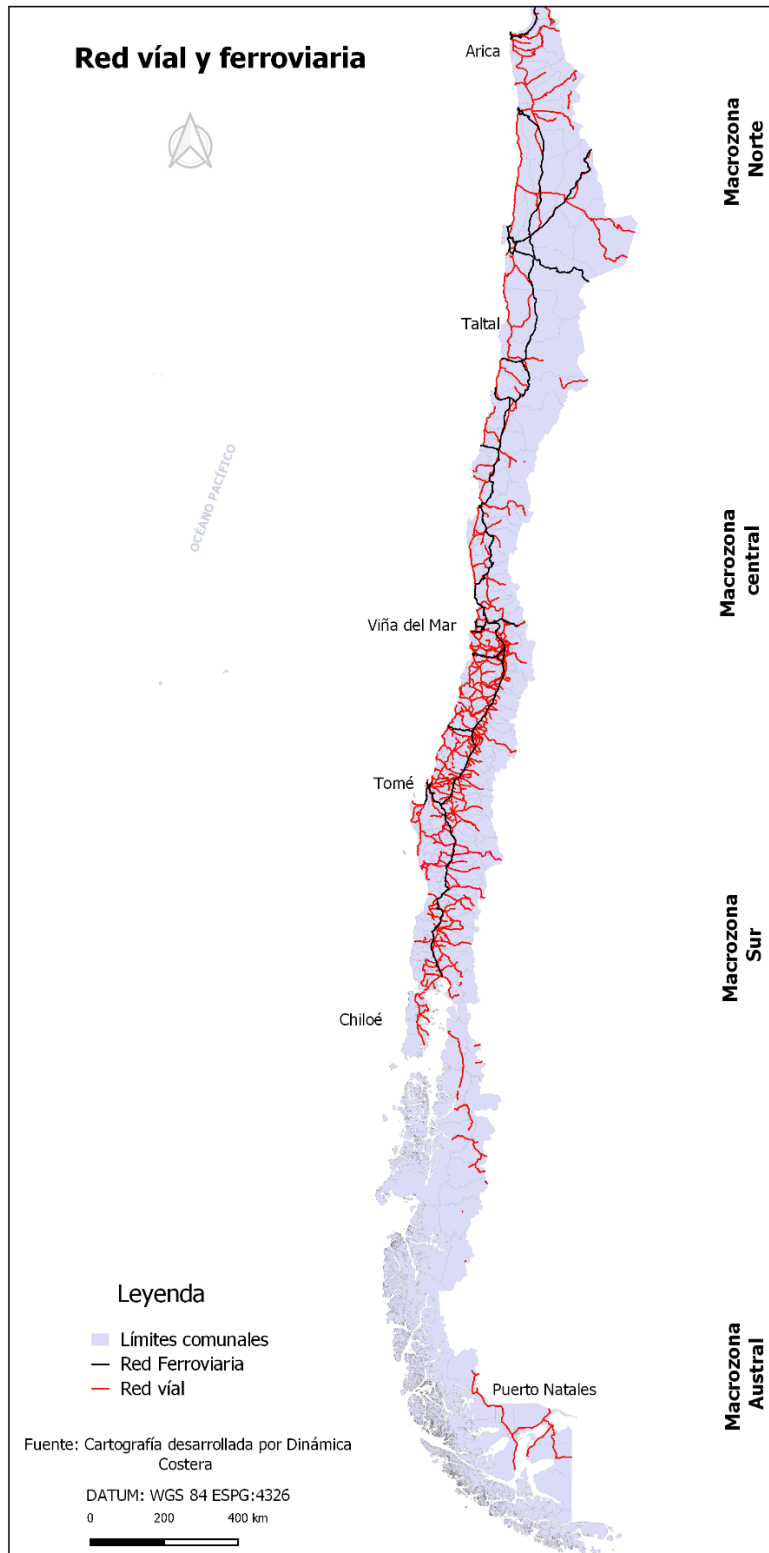 Red víal y ferroviaria
Arica
Macrozona
Norte
Taltal
OCÉANO PACÍFICO
Macrozona
central
Viña del Mar
Tomé
Macrozona
Sur
Chiloé
Leyenda
Límites comunales
Red Ferroviaria
Red víal
Puerto Natales
Macrozona
Austral
Fuente: Cartografía desarrollada por Dinámica
Costera
DATUM: WGS 84 ESPG:4326
0 200 400 km